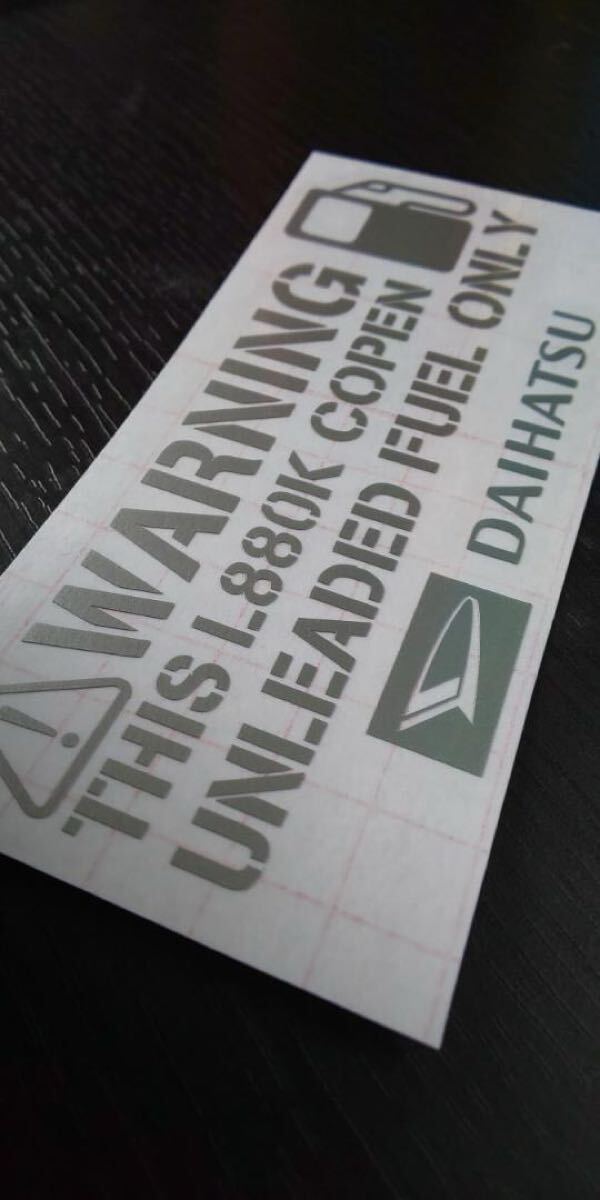 WARNING
THIS L880K COPEN
UNLEADED FUEL ONLY
DAIHATSU